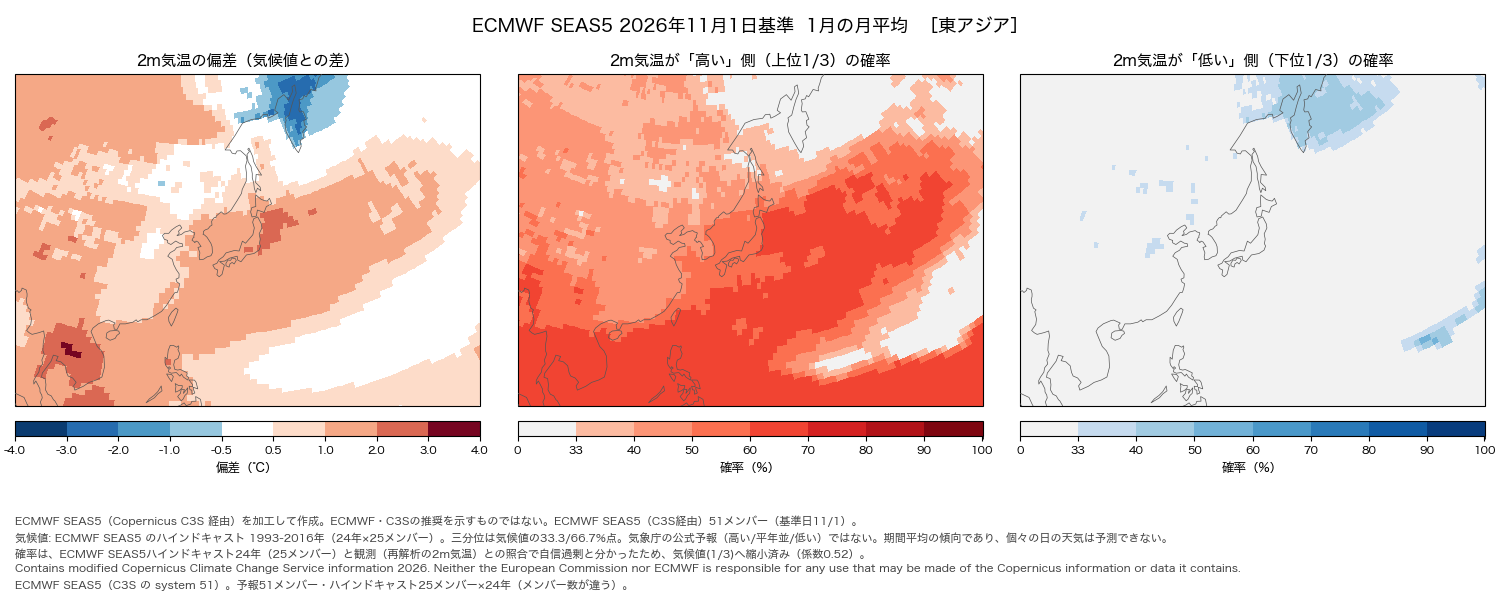 ECMWF SEAS5 2026年11月1日基準 1月の月平均 ［東アジア］
2m気温の偏差（気候値との差）
2m気温が「高い」側（上位1/3）の確率
2m気温が「低い」側（下位1/3）の確率
-4.0 -3.0 -2.0 -1.0 -0.5 0.5 1.0 2.0 3.0 4.0
偏差（℃）
0 33 40 50 60 70 80 90 100
確率（%）
0 33 40 50 60 70 80 90 100
確率（%）
ECMWF SEAS5（Copernicus C3S 経由）を加工して作成。ECMWF・C3Sの推奨を示すものではない。ECMWF SEAS5（C3S経由）51メンバー（基準日11/1）。
気候値: ECMWF SEAS5 のハインドキャスト 1993-2016年（24年×25メンバー）。三分位は気候値の33.3/66.7%点。気象庁の公式予報（高い/平年並/低い）ではない。期間平均の傾向であり、個々の日の天気は予測できない。
確率は、ECMWF SEAS5ハインドキャスト24年（25メンバー）と観測（再解析の2m気温）との照合で自信過剰と分かったため、気候値(1/3)へ縮小済み（係数0.52）。
Contains modified Copernicus Climate Change Service information 2026. Neither the European Commission nor ECMWF is responsible for any use that may be made of the Copernicus information or data it contains.
ECMWF SEAS5（C3S の system 51）。予報51メンバー・ハインドキャスト25メンバー×24年（メンバー数が違う）。